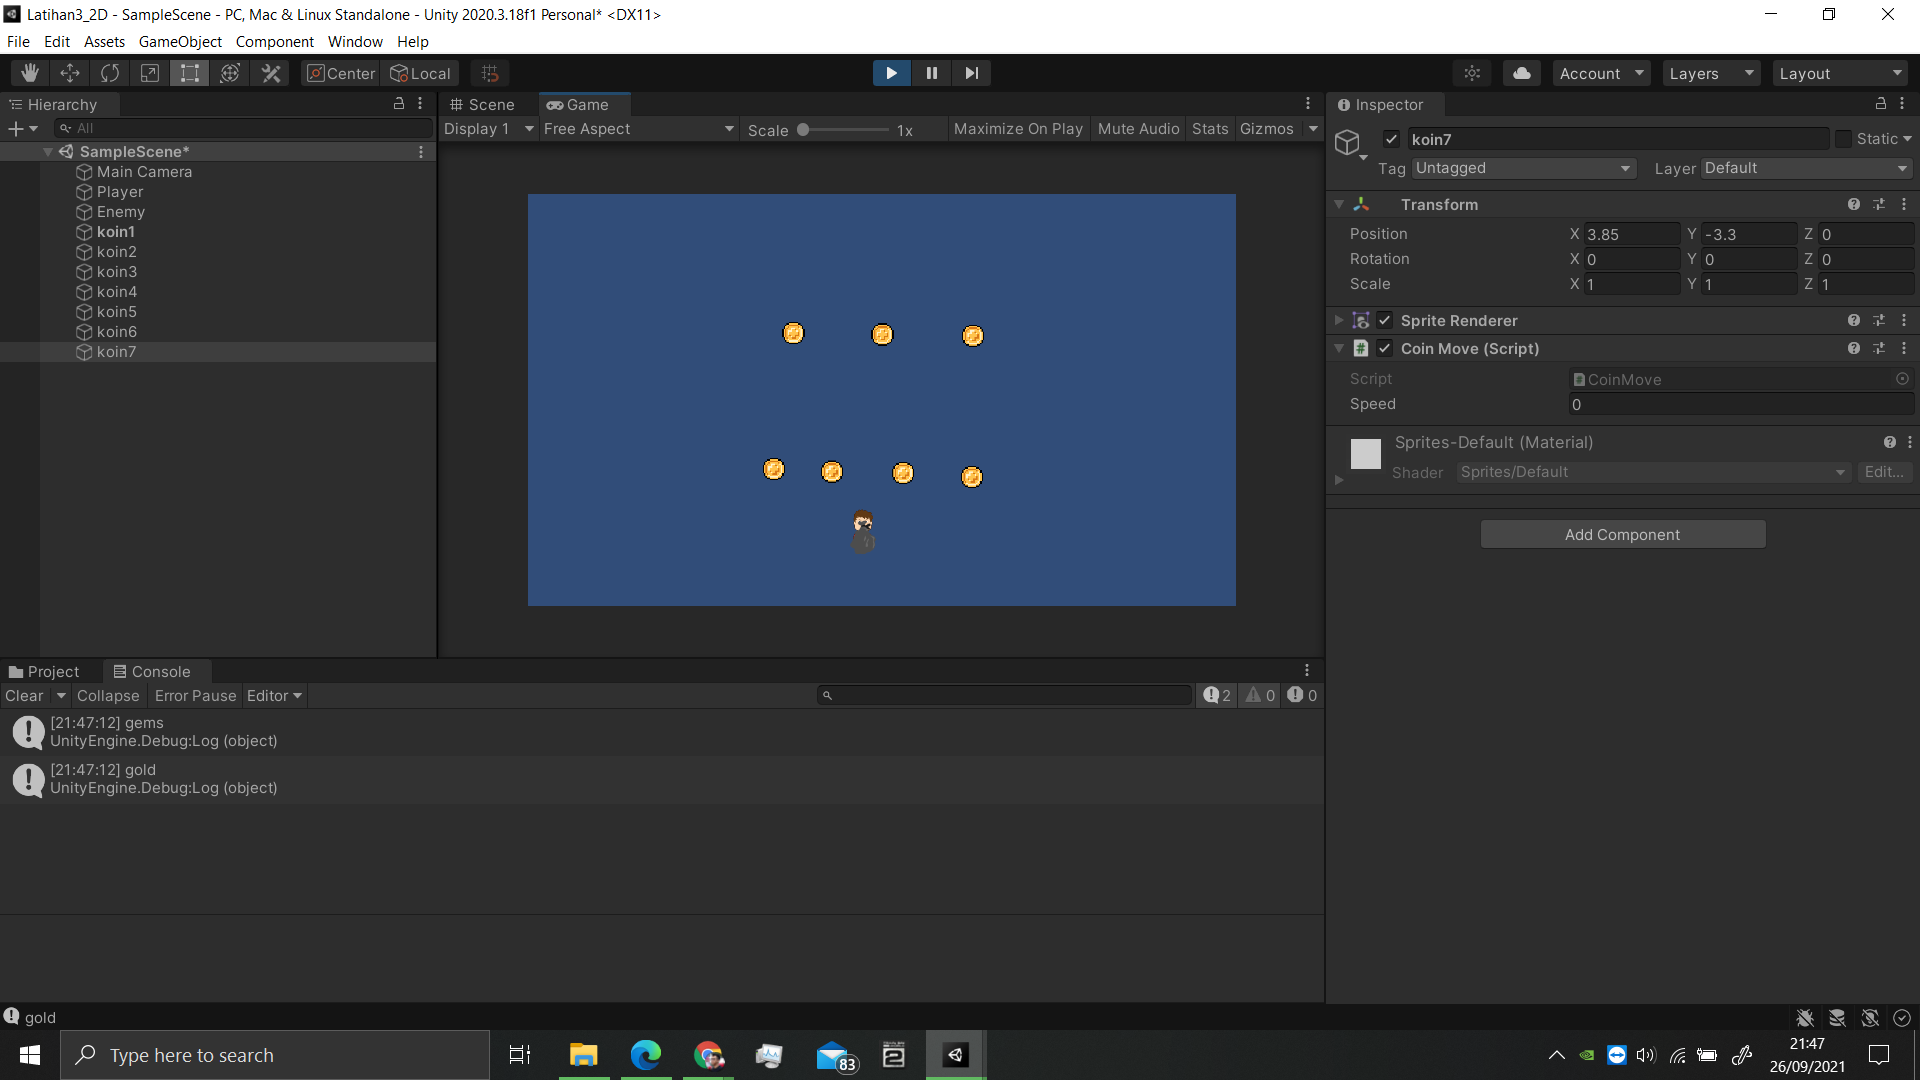 Latihan3_2D - SampleScene - PC, Mac & Linux Standalone - Unity 2020.3.18f1 Personal* <DX11>
File Edit Assets GameObject Component Window Help
Center Local Account Layers Layout
Hierarchy
All
SampleScene*
Main Camera
Player
Enemy
koin1
koin2
koin3
koin4
koin5
koin6
koin7
Scene Game
Display 1 Free Aspect Scale 1x Maximize On Play Mute Audio Stats Gizmos
Inspector
koin7 Static
Tag Untagged Layer Default
Transform
Position X 3.85 Y -3.3 Z 0
Rotation X 0 Y 0 Z 0
Scale X 1 Y 1 Z 1
Sprite Renderer
# Coin Move (Script)
Script CoinMove
Speed 0
Sprites-Default (Material)
Shader Sprites/Default Edit...
Add Component
Project Console
Clear Collapse Error Pause Editor 2 0 0
[21:47:12] gems
UnityEngine.Debug:Log (object)
[21:47:12] gold
UnityEngine.Debug:Log (object)
gold
Type here to search
83
2
21:47
26/09/2021